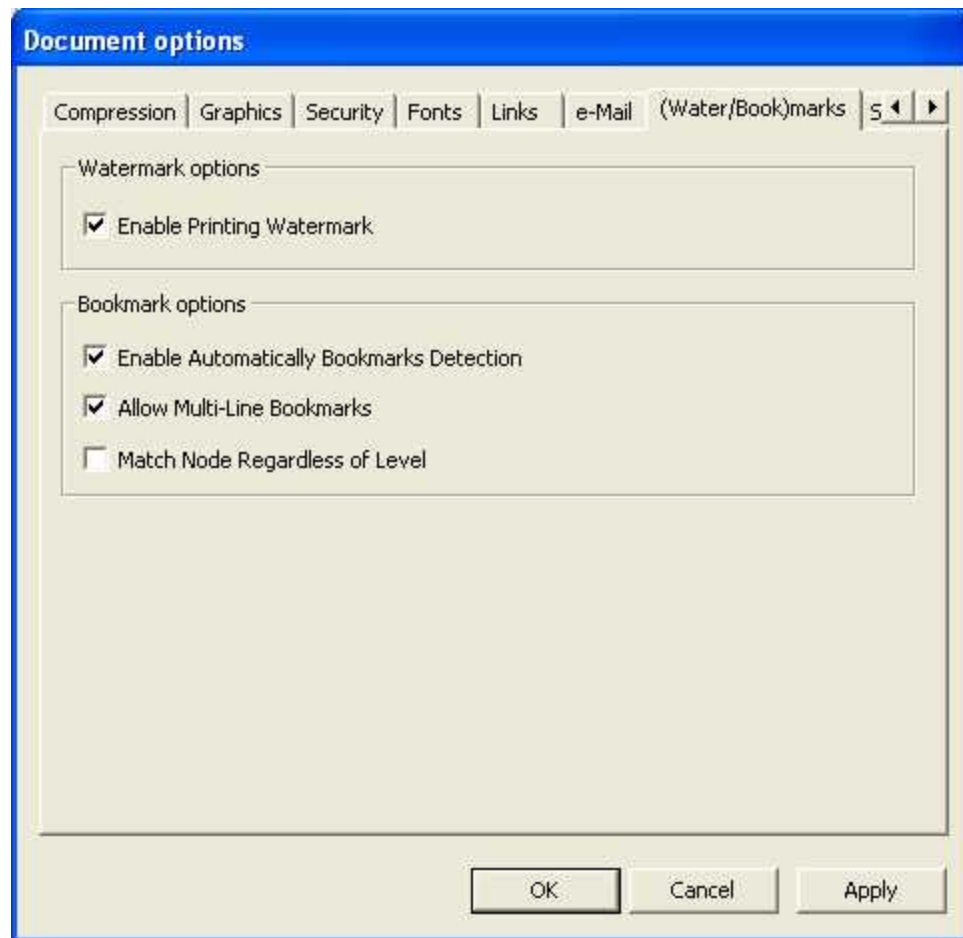 Document options
Compression Graphics Security Fonts Links e-Mail (Water/Book)marks S
Watermark options
Enable Printing Watermark
Bookmark options
Enable Automatically Bookmarks Detection
Allow Multi-Line Bookmarks
Match Node Regardless of Level
OK Cancel Apply